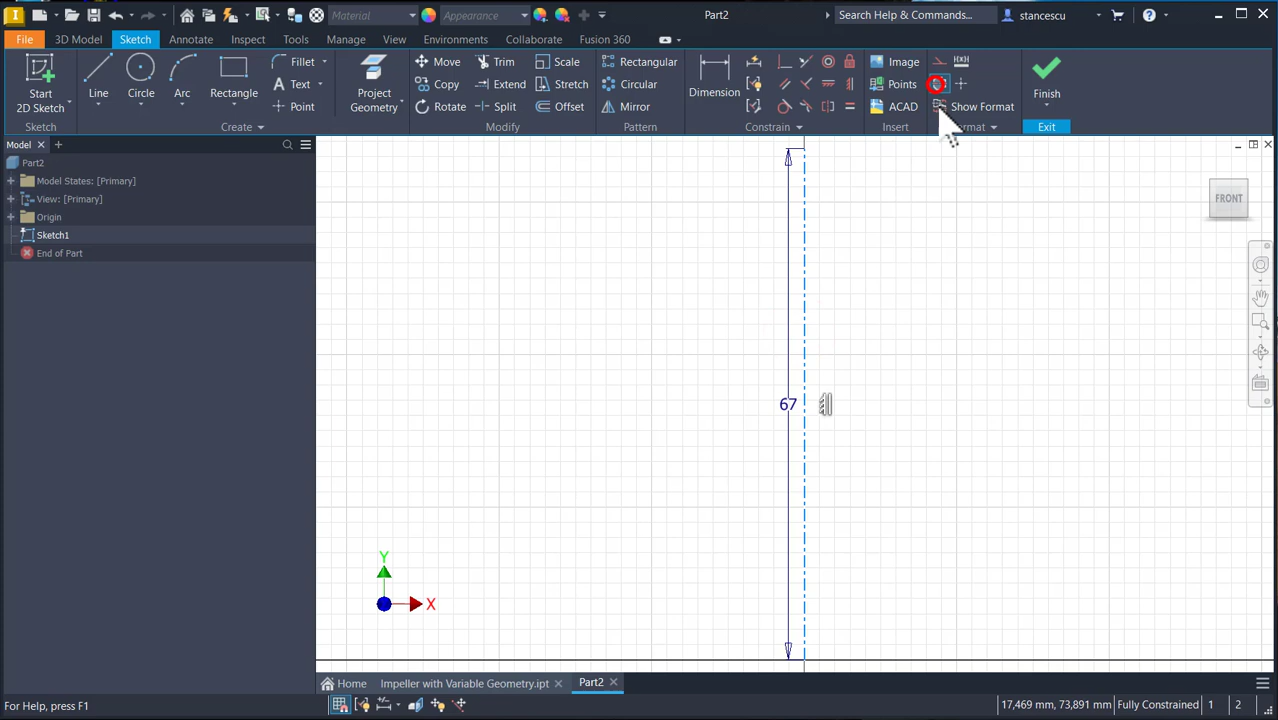 Material
Appearance
Part2
Search Help & Commands...
stancescu
File
3D Model
Sketch
Annotate
Inspect
Tools
Manage
View
Environments
Collaborate
Fusion 360
Start
2D Sketch
Line
Circle
Arc
Rectangle
Fillet
Text
Point
Project
Geometry
Move
Copy
Rotate
Trim
Extend
Split
Scale
Stretch
Offset
Rectangular
Circular
Mirror
Dimension
Image
Points
ACAD
Show Format
Finish
Sketch
Create
Modify
Pattern
Constrain
Insert
Exit
Model
Part2
Model States: [Primary]
View: [Primary]
Origin
Sketch1
End of Part
FRONT
67
Y
X
Home
Impeller with Variable Geometry.ipt
Part2
For Help, press F1
17,469 mm, 73,891 mm
Fully Constrained
1
2